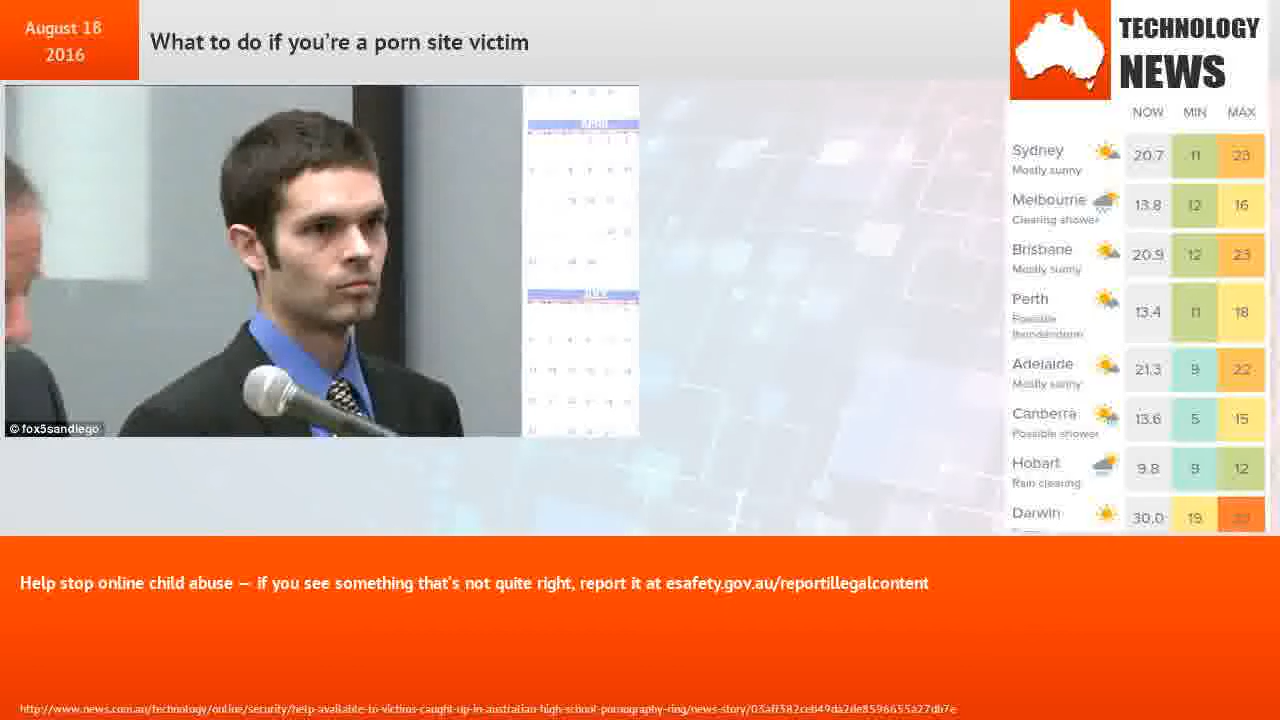 August 18
2016
What to do if you're a porn site victim
TECHNOLOGY
NEWS
NOW MIN MAX
Sydney
Mostly sunny
20.7 11 23
Melbourne
Clearing shower
13.8 12 16
Brisbane
Mostly sunny
20.9 12 23
Perth
Possible
thunderstorm
13.4 11 18
Adelaide
Mostly sunny
21.3 9 22
Canberra
Possible shower
13.6 5 15
Hobart
Rain clearing
9.8 9 12
Darwin
30.0 19
APRIL
© fox5sandiego
Help stop online child abuse — if you see something that's not quite right, report it at esafety.gov.au/reportillegalcontent
http://www.news.com.au/technology/online/security/help-available-to-victims-caught-up-in-australian-high-school-pornography-ring/news-story/03aff382ceb49da2de8596655a27db7e